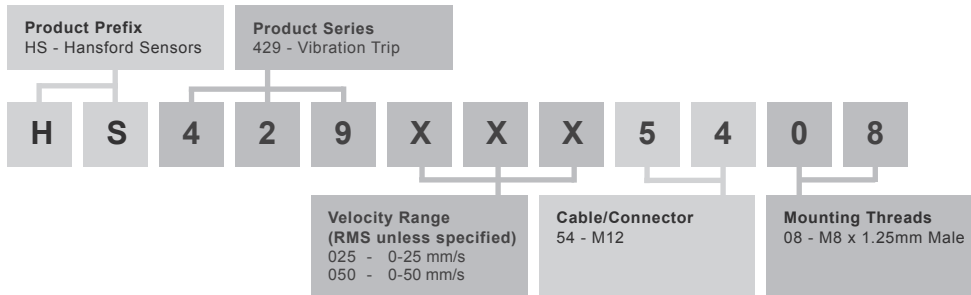 Product Prefix
HS - Hansford Sensors
Product Series
429 - Vibration Trip
H S 4 2 9 X X X 5 4 0 8
Velocity Range
(RMS unless specified)
025 - 0-25 mm/s
050 - 0-50 mm/s
Cable/Connector
54 - M12
Mounting Threads
08 - M8 x 1.25mm Male